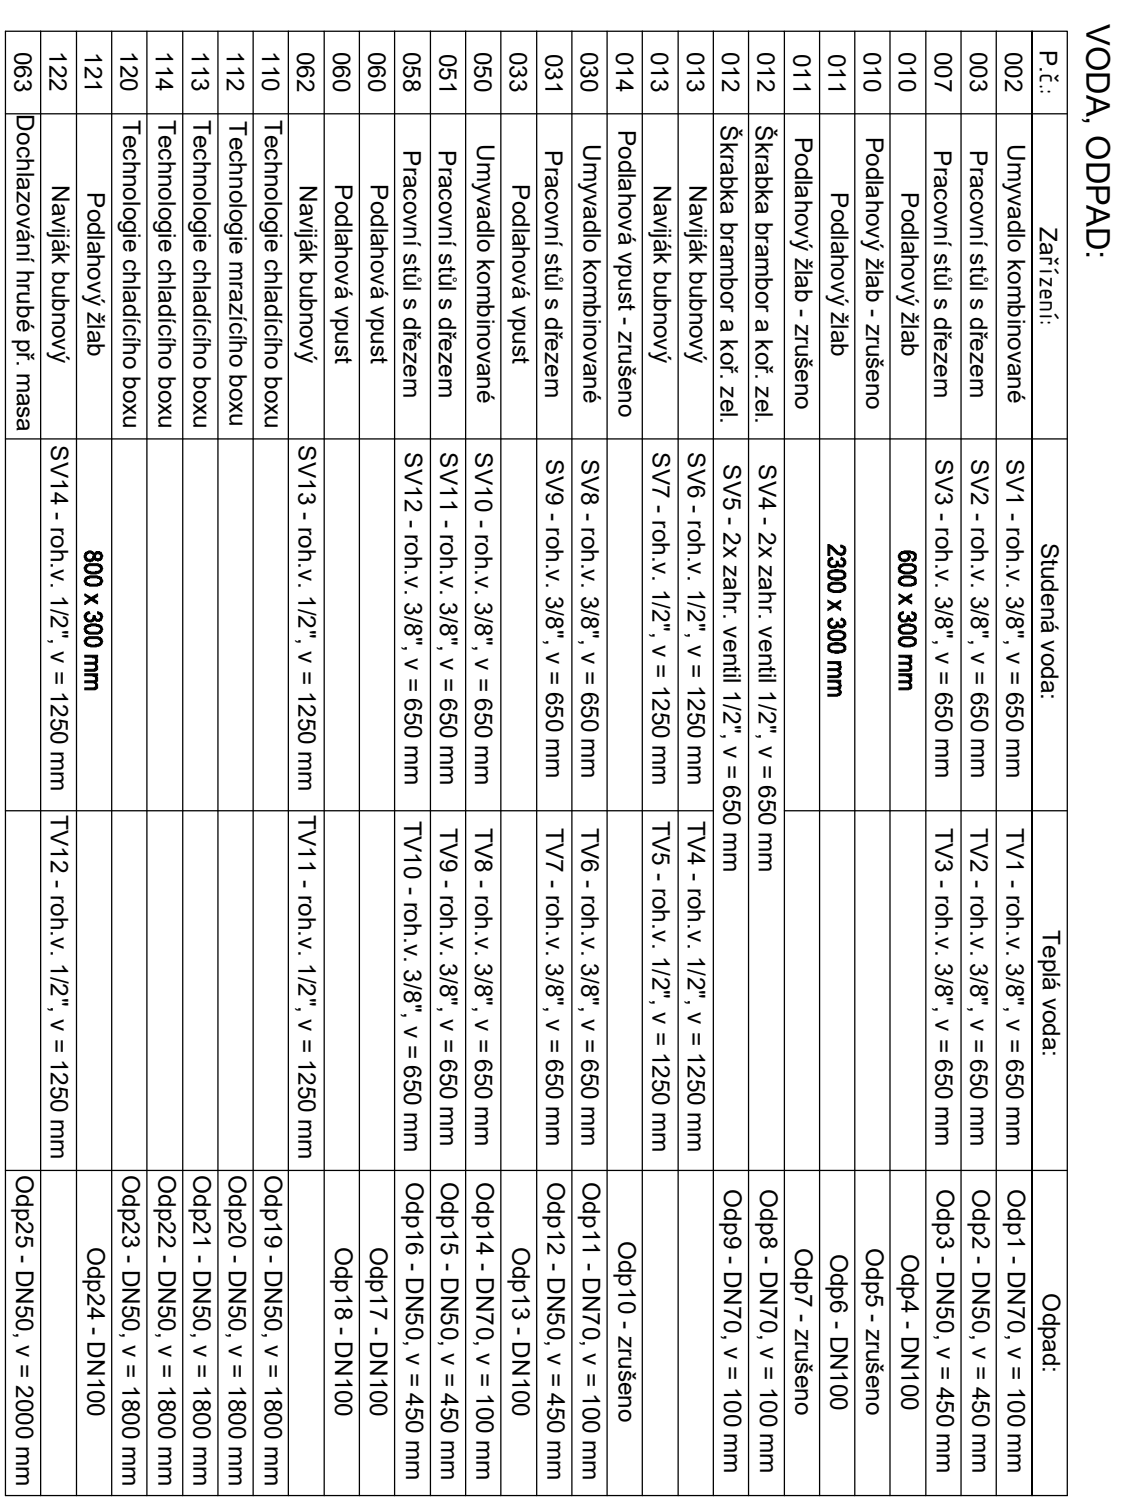 VODA, ODPAD:
P.č.: Zařízení: Studená voda: Teplá voda: Odpad:
002 Umyvadlo kombinované SV1 - roh.v. 3/8", v = 650 mm TV1 - roh.v. 3/8", v = 650 mm Odp1 - DN70, v = 100 mm
003 Pracovní stůl s dřezem SV2 - roh.v. 3/8", v = 650 mm TV2 - roh.v. 3/8", v = 650 mm Odp2 - DN50, v = 450 mm
007 Pracovní stůl s dřezem SV3 - roh.v. 3/8", v = 650 mm TV3 - roh.v. 3/8", v = 650 mm Odp3 - DN50, v = 450 mm
010 Podlahový žlab 600 x 300 mm Odp4 - DN100
010 Podlahový žlab - zrušeno Odp5 - zrušeno
011 Podlahový žlab 2300 x 300 mm Odp6 - DN100
011 Podlahový žlab - zrušeno Odp7 - zrušeno
012 Škrabka brambor a koř. zel. SV4 - 2x zahr. ventil 1/2", v = 650 mm Odp8 - DN70, v = 100 mm
012 Škrabka brambor a koř. zel. SV5 - 2x zahr. ventil 1/2", v = 650 mm Odp9 - DN70, v = 100 mm
013 Naviják bubnový SV6 - roh.v. 1/2", v = 1250 mm TV4 - roh.v. 1/2", v = 1250 mm
013 Naviják bubnový SV7 - roh.v. 1/2", v = 1250 mm TV5 - roh.v. 1/2", v = 1250 mm
014 Podlahová vpust - zrušeno Odp10 - zrušeno
030 Umyvadlo kombinované SV8 - roh.v. 3/8", v = 650 mm TV6 - roh.v. 3/8", v = 650 mm Odp11 - DN70, v = 100 mm
031 Pracovní stůl s dřezem SV9 - roh.v. 3/8", v = 650 mm TV7 - roh.v. 3/8", v = 650 mm Odp12 - DN50, v = 450 mm
033 Podlahová vpust Odp13 - DN100
050 Umyvadlo kombinované SV10 - roh.v. 3/8", v = 650 mm TV8 - roh.v. 3/8", v = 650 mm Odp14 - DN70, v = 100 mm
051 Pracovní stůl s dřezem SV11 - roh.v. 3/8", v = 650 mm TV9 - roh.v. 3/8", v = 650 mm Odp15 - DN50, v = 450 mm
058 Pracovní stůl s dřezem SV12 - roh.v. 3/8", v = 650 mm TV10 - roh.v. 3/8", v = 650 mm Odp16 - DN50, v = 450 mm
060 Podlahová vpust Odp17 - DN100
060 Podlahová vpust Odp18 - DN100
062 Naviják bubnový SV13 - roh.v. 1/2", v = 1250 mm TV11 - roh.v. 1/2", v = 1250 mm
110 Technologie chladícího boxu Odp19 - DN50, v = 1800 mm
112 Technologie mrazícího boxu Odp20 - DN50, v = 1800 mm
113 Technologie chladícího boxu Odp21 - DN50, v = 1800 mm
114 Technologie chladícího boxu Odp22 - DN50, v = 1800 mm
120 Technologie chladícího boxu Odp23 - DN50, v = 1800 mm
121 Podlahový žlab 800 x 300 mm Odp24 - DN100
122 Naviják bubnový SV14 - roh.v. 1/2", v = 1250 mm TV12 - roh.v. 1/2", v = 1250 mm
063 Dochlazování hrubé př. masa Odp25 - DN50, v = 2000 mm